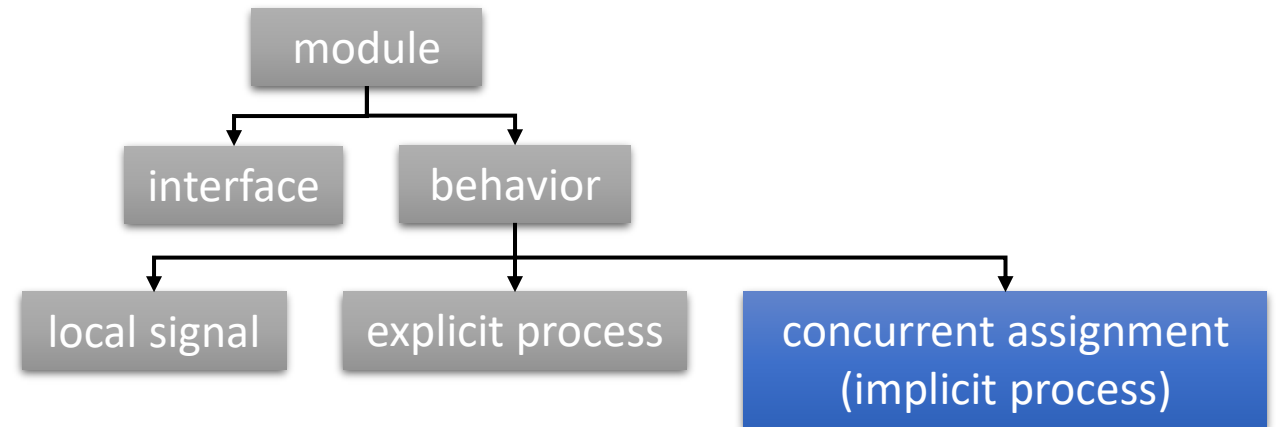 module
interface
behavior
local signal
explicit process
concurrent assignment
(implicit process)